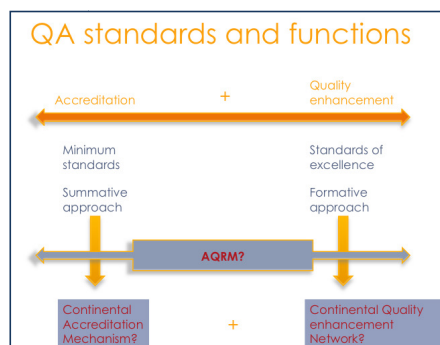 QA standards and functions
Accreditation + Quality
enhancement
Minimum Standards of
standards excellence
Summative Formative
approach approach
AQRM?
Continental Continental Quality
Accreditation + enhancement
Mechanism? Network?